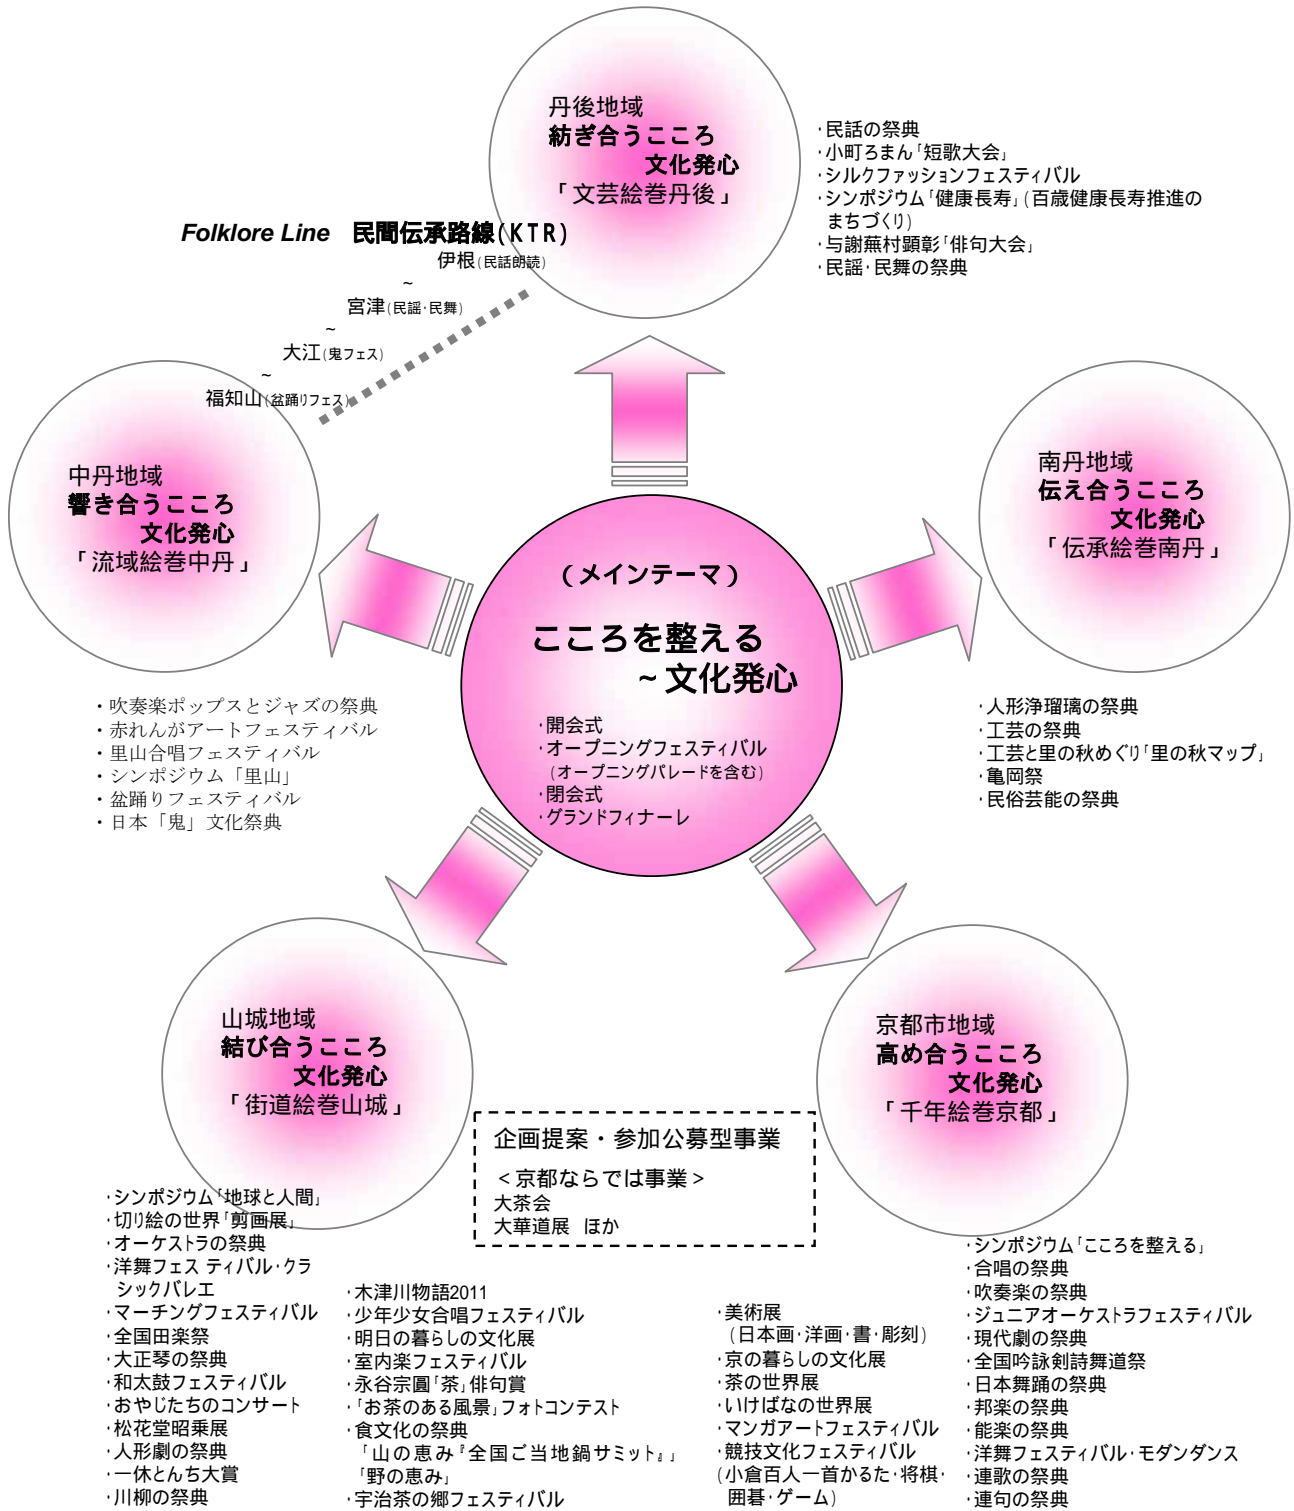 丹後地域
紡ぎ合うこころ
文化発心
「文芸絵巻丹後」
・民話の祭典
・小町ろまん「短歌大会」
・シルクファッションフェスティバル
・シンポジウム「健康長寿」(百歳健康長寿推進の
まちづくり)
・与謝蕪村顕彰「俳句大会」
・民謡・民舞の祭典
Folklore Line 民間伝承路線(KTR)
伊根(民話朗読)
~
宮津(民謡・民舞)
~
大江(鬼フェス)
~
福知山(盆踊りフェス)
中丹地域
響き合うこころ
文化発心
「流域絵巻中丹」
・吹奏楽ポップスとジャズの祭典
・赤れんがアートフェスティバル
・里山合唱フェスティバル
・シンポジウム「里山」
・盆踊りフェスティバル
・日本「鬼」文化祭典
南丹地域
伝え合うこころ
文化発心
「伝承絵巻南丹」
・人形浄瑠璃の祭典
・工芸の祭典
・工芸と里の秋めぐり「里の秋マップ」
・亀岡祭
・民俗芸能の祭典
(メインテーマ)
こころを整える
~文化発心
・開会式
・オープニングフェスティバル
(オープニングパレードを含む)
・閉会式
・グランドフィナーレ
山城地域
結び合うこころ
文化発心
「街道絵巻山城」
・シンポジウム「地球と人間」
・切り絵の世界「剪画展」
・オーケストラの祭典
・洋舞フェス ティバル・クラ
シックバレエ
・マーチングフェスティバル
・全国田楽祭
・大正琴の祭典
・和太鼓フェスティバル
・おやじたちのコンサート
・松花堂昭乗展
・人形劇の祭典
・一休とんち大賞
・川柳の祭典
・木津川物語2011
・少年少女合唱フェスティバル
・明日の暮らしの文化展
・室内楽フェスティバル
・永谷宗圓「茶」俳句賞
・「お茶のある風景」フォトコンテスト
・食文化の祭典
「山の恵み『全国ご当地鍋サミット』」
「野の恵み」
・宇治茶の郷フェスティバル
企画提案・参加公募型事業
<京都ならでは事業>
大茶会
大華道展 ほか
京都市地域
高め合うこころ
文化発心
「千年絵巻京都」
・美術展
(日本画・洋画・書・彫刻)
・京の暮らしの文化展
・茶の世界展
・いけばなの世界展
・マンガアートフェスティバル
・競技文化フェスティバル
(小倉百人一首かるた・将棋・
囲碁・ゲーム)
・シンポジウム「こころを整える」
・合唱の祭典
・吹奏楽の祭典
・ジュニアオーケストラフェスティバル
・現代劇の祭典
・全国吟詠剣詩舞道祭
・日本舞踊の祭典
・邦楽の祭典
・能楽の祭典
・洋舞フェスティバル・モダンダンス
・連歌の祭典
・連句の祭典